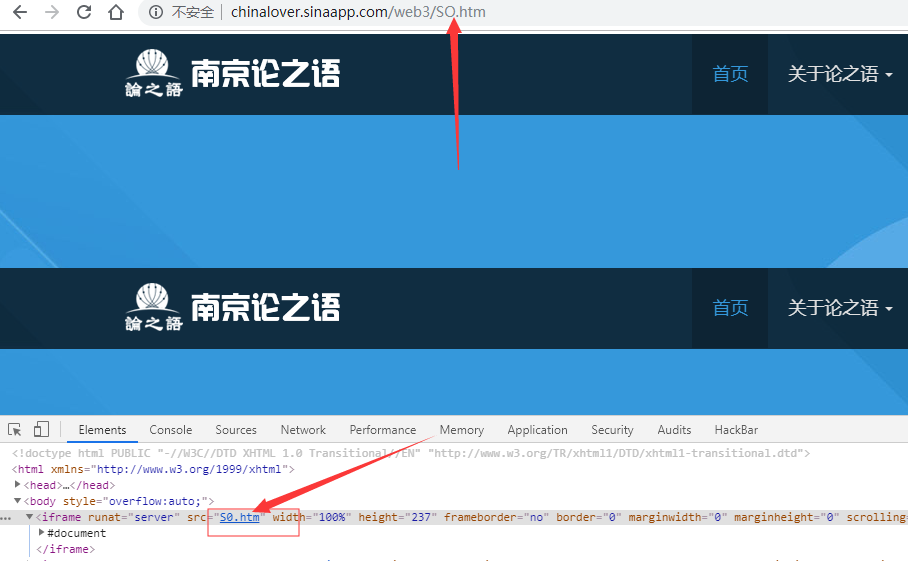 不安全 chinalover.sinaapp.com/web3/SO.htm
論之語 南京论之语 首页 关于论之语
論之語 南京论之语 首页 关于论之语
Elements Console Sources Network Performance Memory Application Security Audits HackBar
<!doctype html PUBLIC "-//W3C//DTD XHTML 1.0 Transitional//EN" "http://www.w3.org/TR/xhtml1/DTD/xhtml1-transitional.dtd">
<html xmlns="http://www.w3.org/1999/xhtml">
<head>…</head>
<body style="overflow:auto;">
<iframe runat="server" src="S0.htm" width="100%" height="237" frameborder="no" border="0" marginwidth="0" marginheight="0" scrolling=
#document
</iframe>